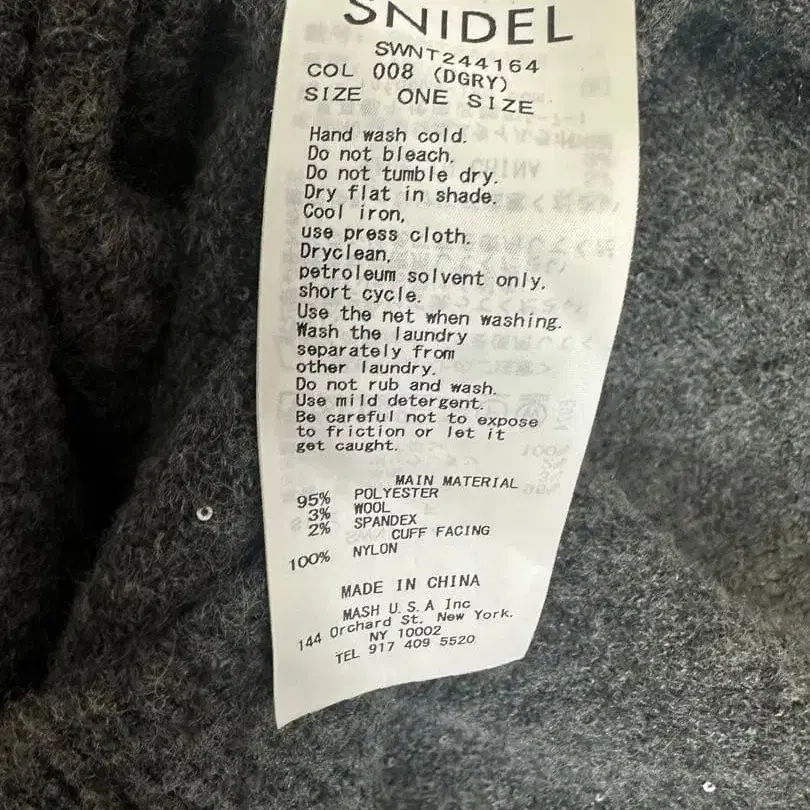 SNIDEL
SWNT244164
COL 008 (DGRY)
SIZE ONE SIZE
Hand wash cold.
Do not bleach.
Do not tumble dry.
Dry flat in shade.
Cool iron,
use press cloth.
Dryclean,
petroleum solvent only.
short cycle.
Use the net when washing.
Wash the laundry
separately from
other laundry.
Do not rub and wash.
Use mild detergent.
Be careful not to expose
to friction or let it
get caught.
MAIN MATERIAL
95% POLYESTER
3% WOOL
2% SPANDEX
CUFF FACING
100% NYLON
MADE IN CHINA
MASH U.S.A Inc
144 Orchard St. New York.
NY 10002
TEL 917 409 5520